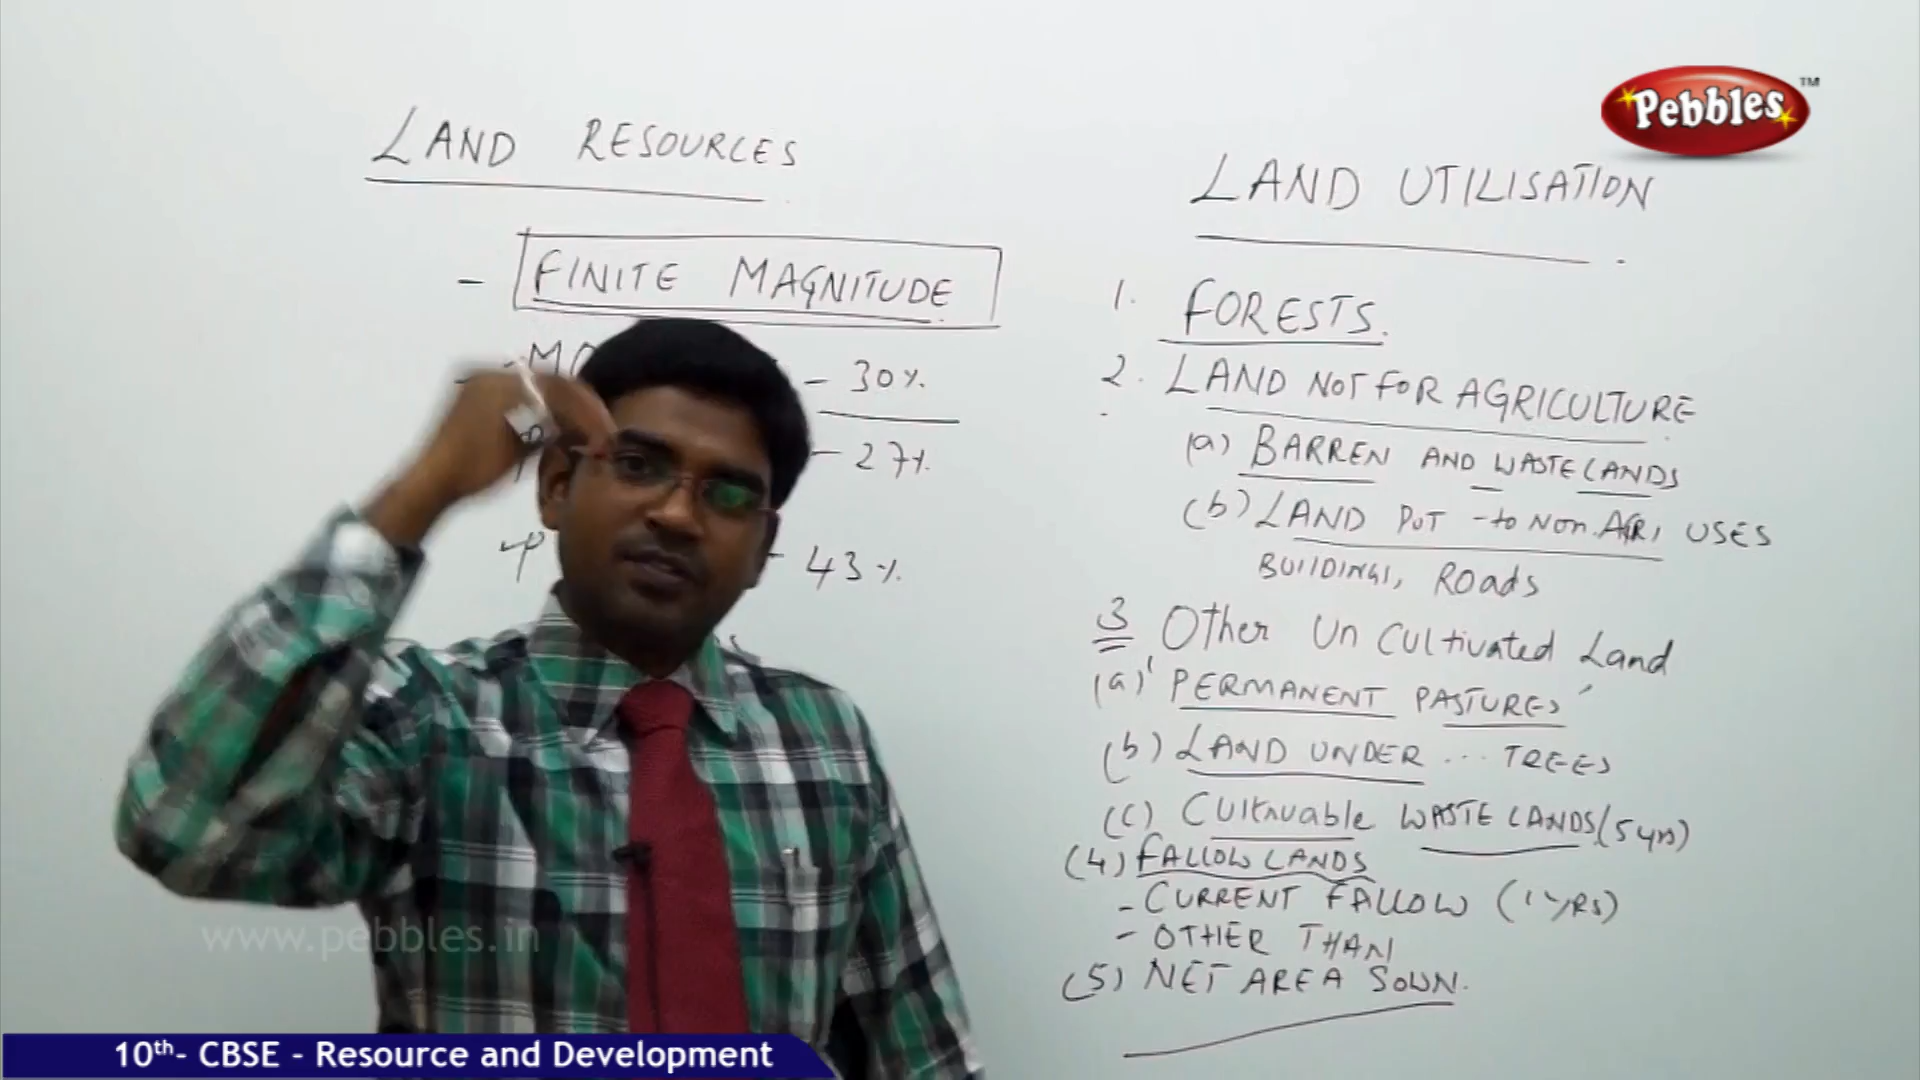 Pebbles™
LAND RESOURCES
- FINITE MAGNITUDE
- 30%
- 27%
- 43%
LAND UTILISATION
1. FORESTS.
2. LAND NOT FOR AGRICULTURE
(a) BARREN AND WASTE LANDS
(b) LAND PUT -to NON.AGRI USES
BUILDINGS, ROADS
3 Other Un Cultivated Land
(a) 'PERMANENT PASTURES'
(b) LAND UNDER ... TREES
(c) Cultruable WASTE LANDS (5 yrs)
(4) FALLOW LANDS
- CURRENT FALLOW (1 YRS)
- OTHER THAN
(5) NET AREA SOWN.
www.pebbles.in
10th- CBSE - Resource and Development